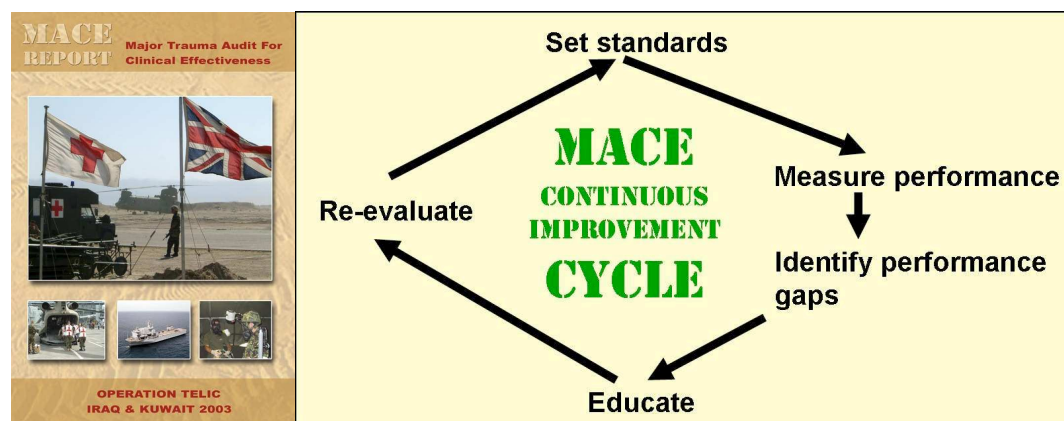 MACE
REPORT
Major Trauma Audit For
Clinical Effectiveness
OPERATION TELIC
IRAQ & KUWAIT 2003
Set standards
Measure performance
Identify performance
gaps
Educate
Re-evaluate
MACE
CONTINUOUS
IMPROVEMENT
CYCLE